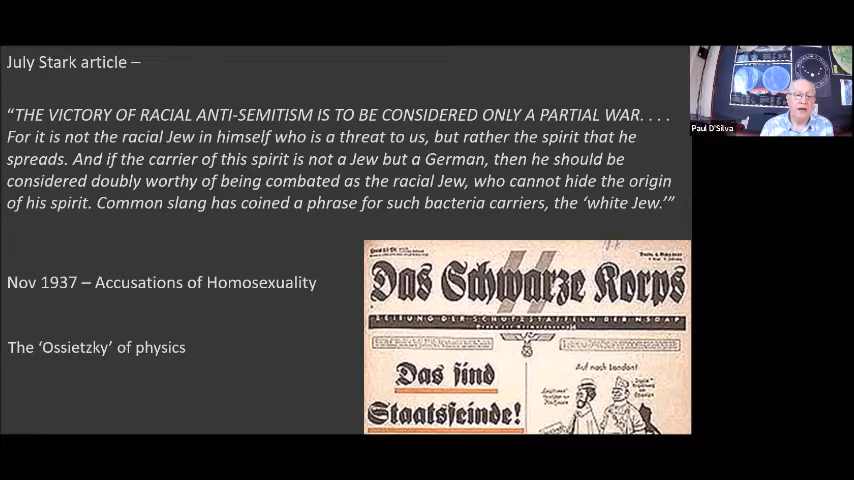 July Stark article –
“THE VICTORY OF RACIAL ANTI-SEMITISM IS TO BE CONSIDERED ONLY A PARTIAL WAR. . . .
For it is not the racial Jew in himself who is a threat to us, but rather the spirit that he
spreads. And if the carrier of this spirit is not a Jew but a German, then he should be
considered doubly worthy of being combated as the racial Jew, who cannot hide the origin
of his spirit. Common slang has coined a phrase for such bacteria carriers, the ‘white Jew.’”
Paul D'Silva
Nov 1937 – Accusations of Homosexuality
The ‘Ossietzky’ of physics
Das Schwarze Korps
ZEITUNG DER SCHUTZSTAFFELN DER NSDAP
Das sind
Staatsfeinde!
Auf nach London!